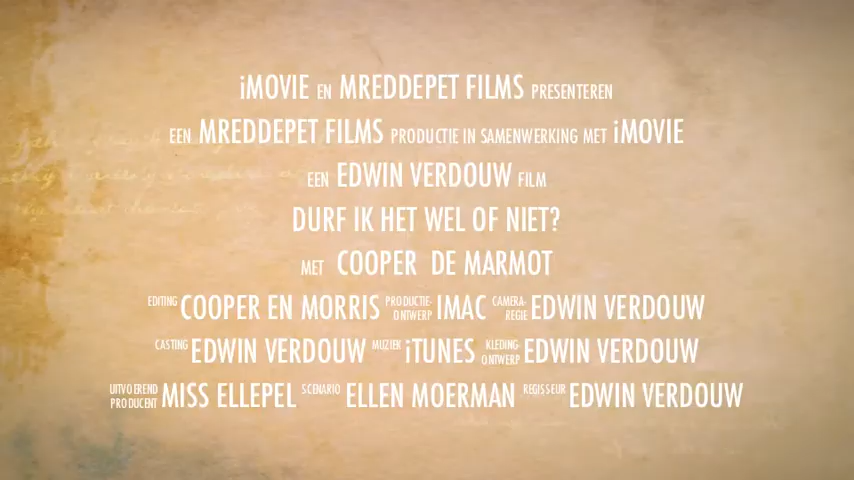 iMOVIE EN MREDDEPET FILMS PRESENTEREN
EEN MREDDEPET FILMS PRODUCTIE IN SAMENWERKING MET iMOVIE
EEN EDWIN VERDOUW FILM
DURF IK HET WEL OF NIET?
MET COOPER DE MARMOT
EDITING COOPER EN MORRIS PRODUCTIE-ONTWERP IMAC CAMERA-REGIE EDWIN VERDOUW
CASTING EDWIN VERDOUW MUZIEK iTUNES KLEDING-ONTWERP EDWIN VERDOUW
UITVOEREND PRODUCENT MISS ELLEPEL SCENARIO ELLEN MOERMAN REGISSEUR EDWIN VERDOUW